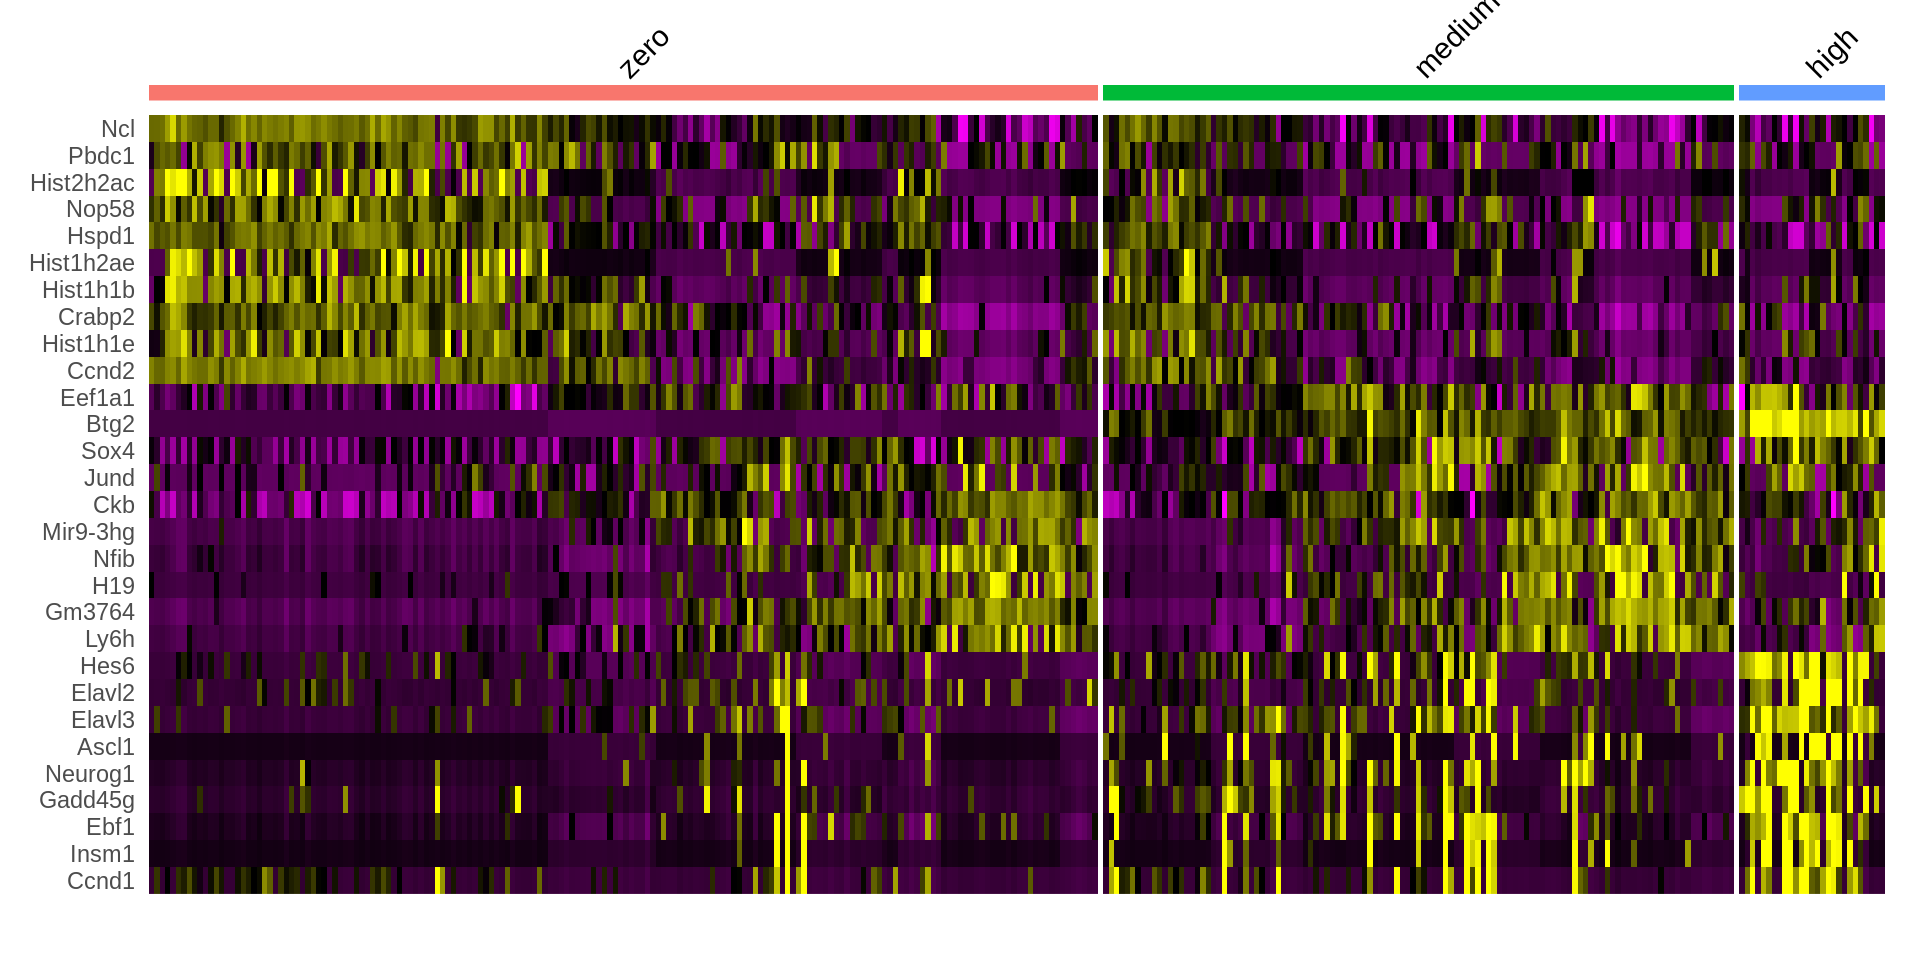 zero
medium
high
Ncl
Pbdc1
Hist2h2ac
Nop58
Hspd1
Hist1h2ae
Hist1h1b
Crabp2
Hist1h1e
Ccnd2
Eef1a1
Btg2
Sox4
Jund
Ckb
Mir9-3hg
Nfib
H19
Gm3764
Ly6h
Hes6
Elavl2
Elavl3
Ascl1
Neurog1
Gadd45g
Ebf1
Insm1
Ccnd1